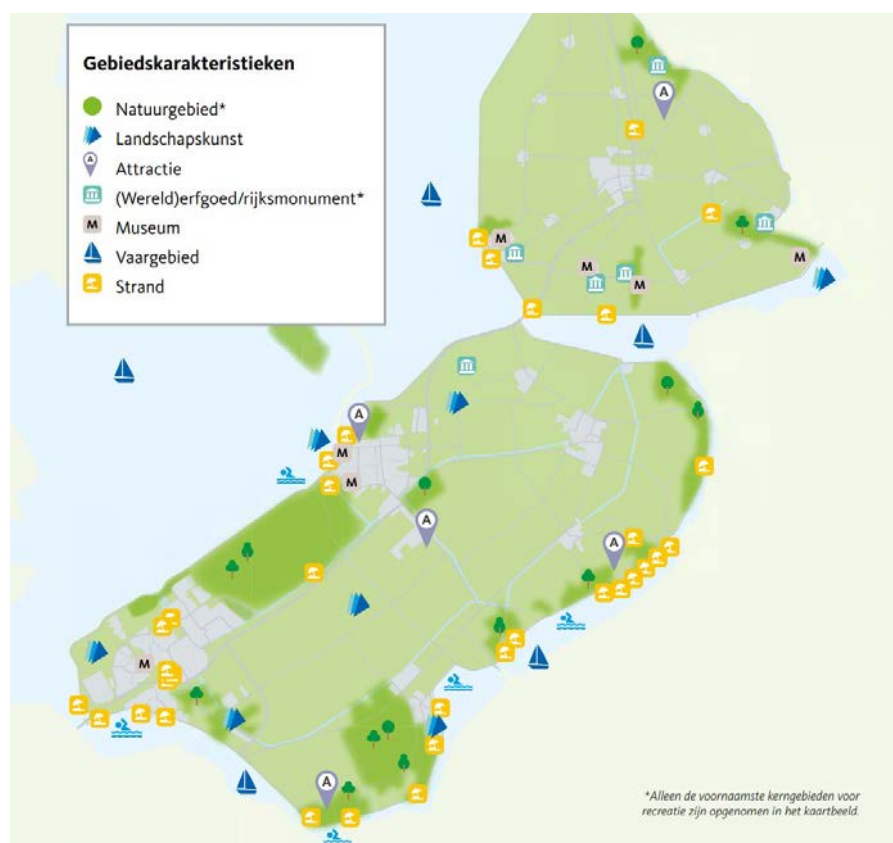 Gebiedskarakteristieken
Natuurgebied*
Landschapskunst
A Attractie
(Wereld)erfgoed/rijksmonument*
M Museum
Vaargebied
Strand
A
M
M
M
M
A
M
M
A
A
M
A
*Alleen de voornaamste kerngebieden voor
recreatie zijn opgenomen in het kaartbeeld.